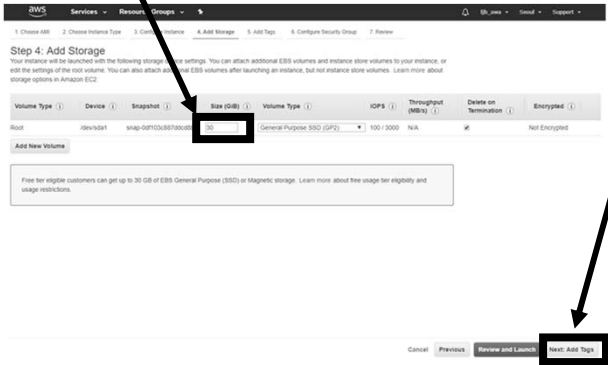 aws Services Resource Groups Seoul Support
1. Choose AMI 2. Choose Instance Type 3. Configure Instance 4. Add Storage 5. Add Tags 6. Configure Security Group 7. Review
Step 4: Add Storage
Your instance will be launched with the following storage device settings. You can attach additional EBS volumes and instance store volumes to your instance, or
edit the settings of the root volume. You can also attach additional EBS volumes after launching an instance, but not instance store volumes. Learn more about
storage options in Amazon EC2.
Volume Type Device Snapshot Size (GiB) Volume Type IOPS Throughput (MB/s) Delete on Termination Encrypted
Root /dev/sda1 30 General Purpose SSD (GP2) 100 / 3000 N/A Not Encrypted
Add New Volume
Free tier eligible customers can get up to 30 GB of EBS General Purpose (SSD) or Magnetic storage. Learn more about free usage tier eligibility and
usage restrictions.
Cancel Previous Review and Launch Next: Add Tags